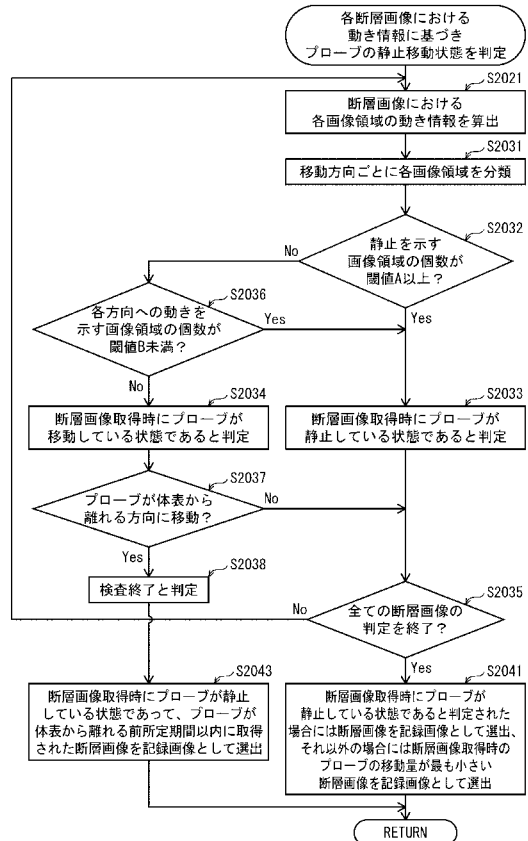 各断層画像における
動き情報に基づき
プローブの静止移動状態を判定
S2021
断層画像における
各画像領域の動き情報を算出
S2031
移動方向ごとに各画像領域を分類
S2032
静止を示す
画像領域の個数が
閾値A以上？
No
Yes
S2036
各方向への動きを
示す画像領域の個数が
閾値B未満？
Yes
No
S2034
断層画像取得時にプローブが
移動している状態であると判定
S2033
断層画像取得時にプローブが
静止している状態であると判定
S2037
プローブが体表から
離れる方向に移動？
No
Yes
S2038
検査終了と判定
S2035
全ての断層画像の
判定を終了？
No
Yes
S2043
断層画像取得時にプローブが静止
している状態であって、プローブが
体表から離れる前所定期間以内に取得
された断層画像を記録画像として選出
S2041
断層画像取得時にプローブが
静止している状態であると判定された
場合には断層画像を記録画像として選出、
それ以外の場合には断層画像取得時の
プローブの移動量が最も小さい
断層画像を記録画像として選出
RETURN